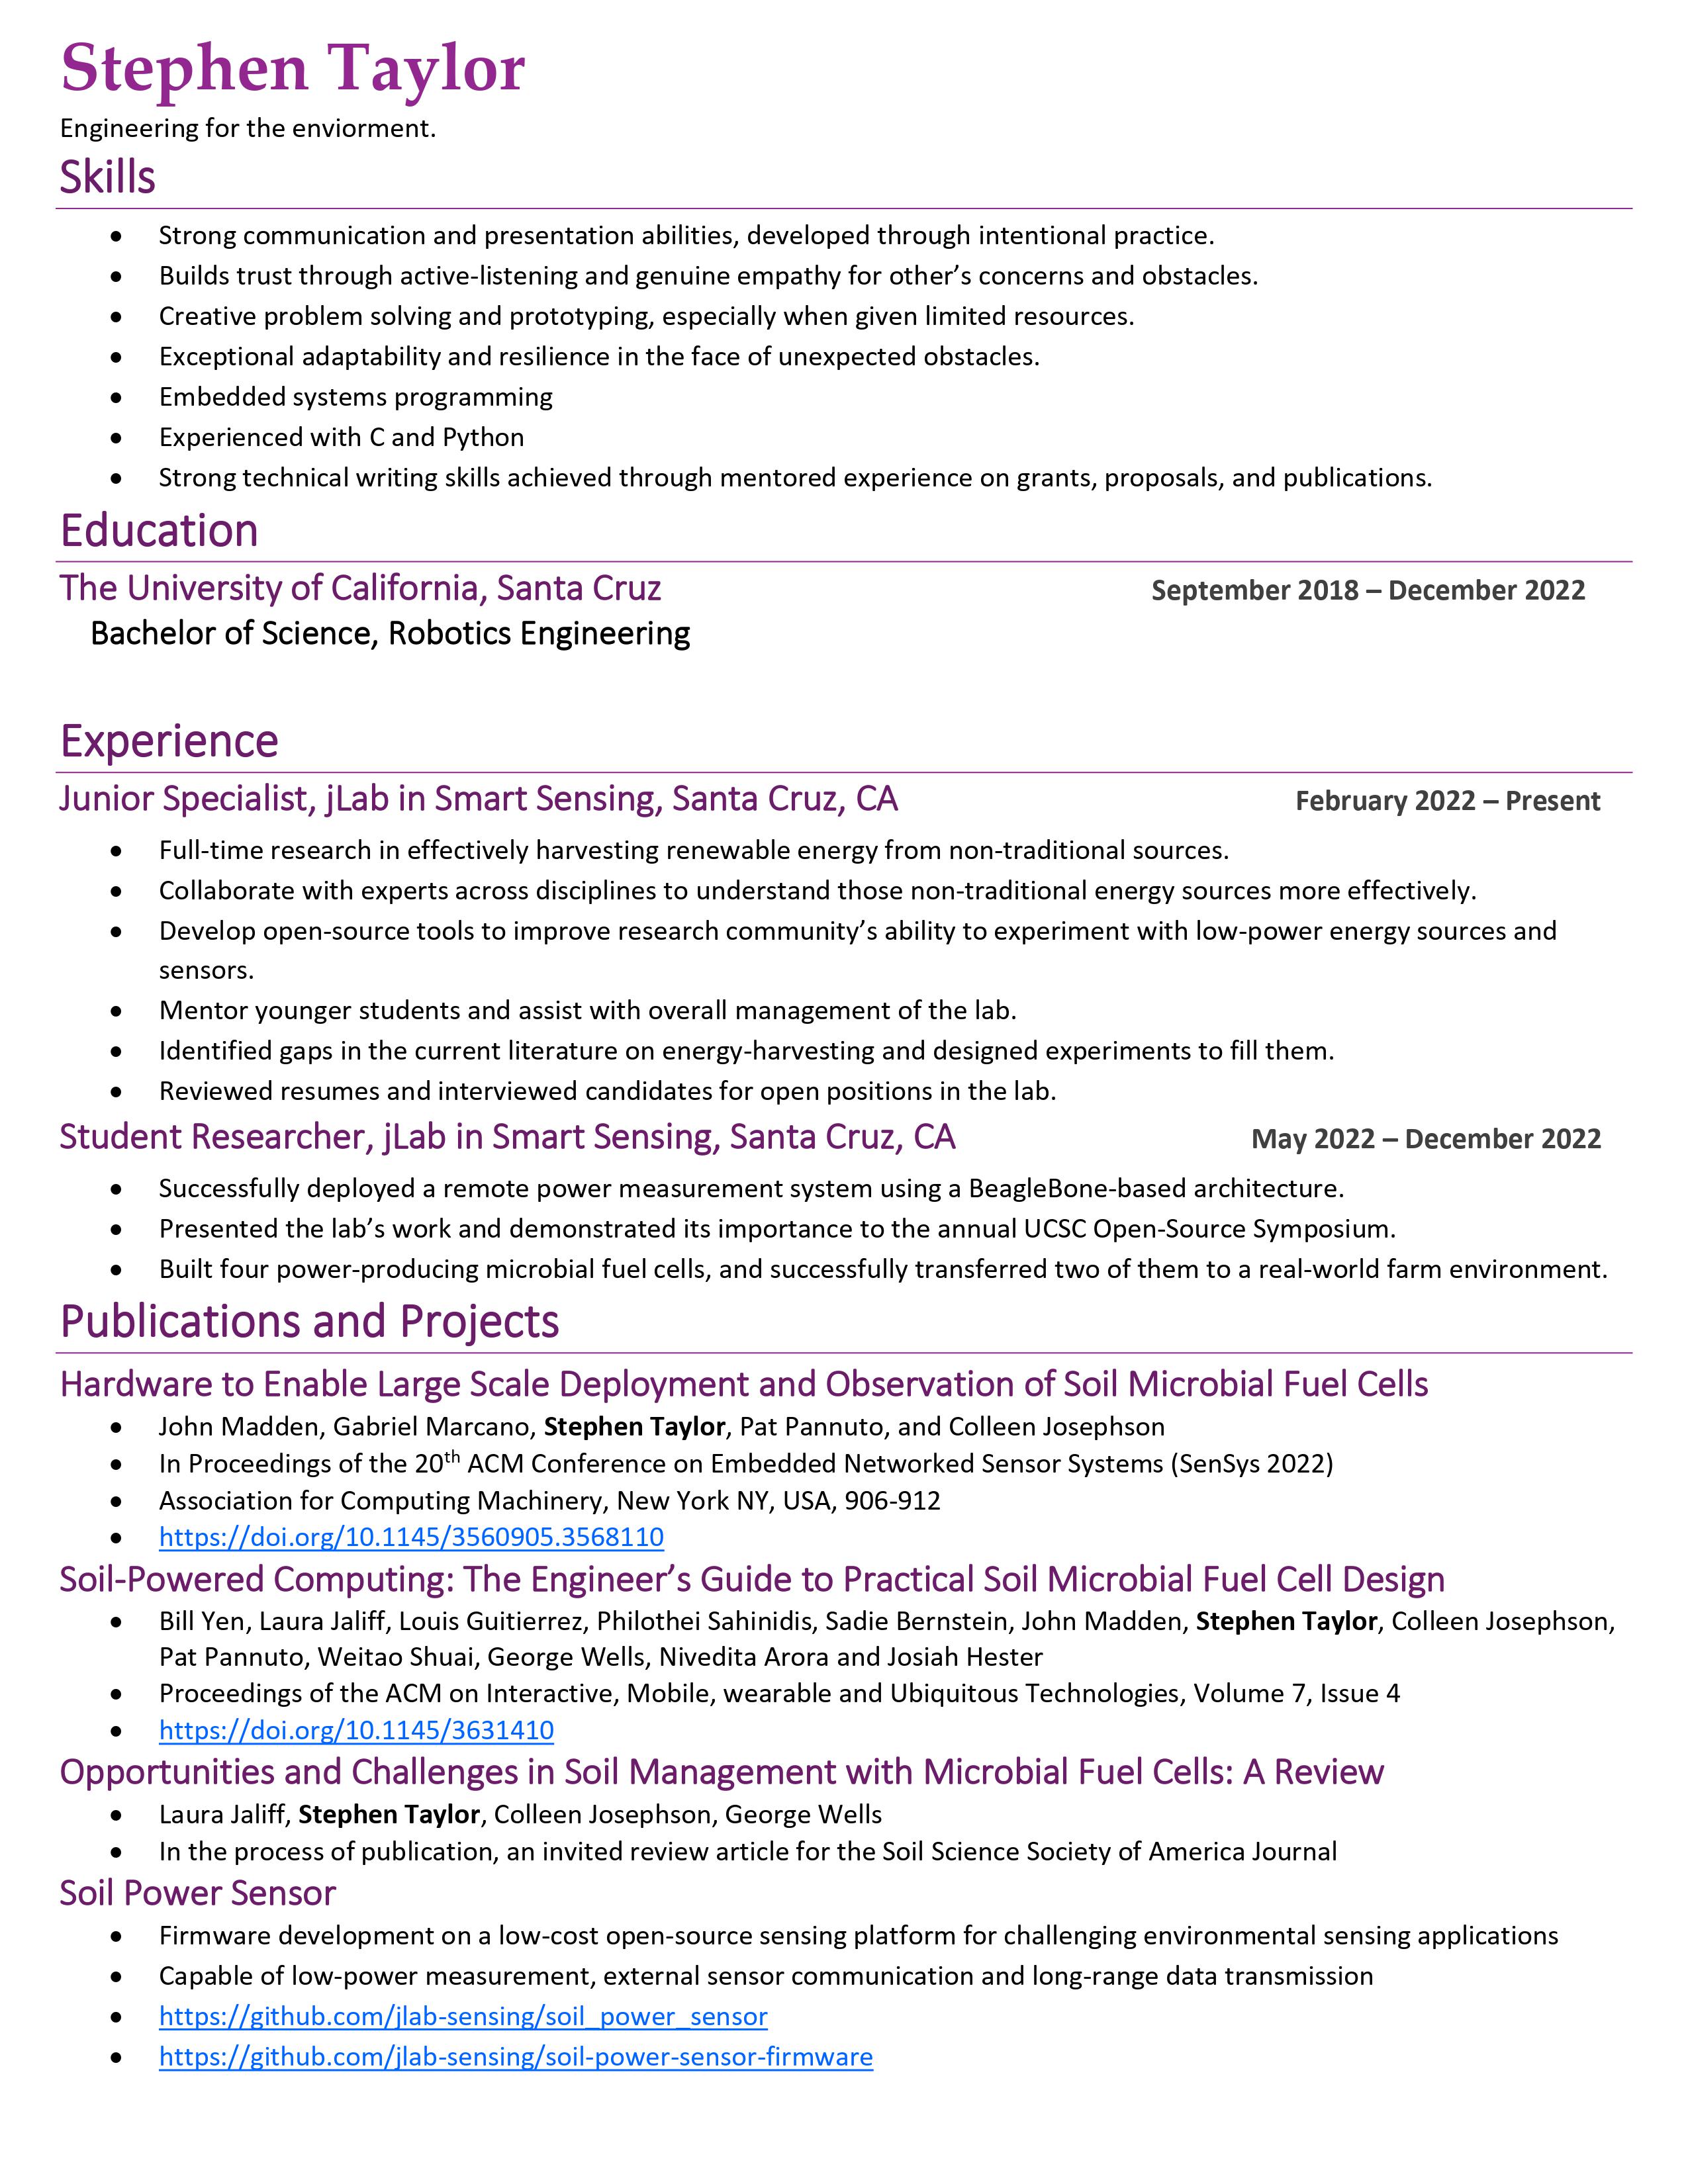 Stephen Taylor
Engineering for the enviorment.
Skills
• Strong communication and presentation abilities, developed through intentional practice.
• Builds trust through active-listening and genuine empathy for other’s concerns and obstacles.
• Creative problem solving and prototyping, especially when given limited resources.
• Exceptional adaptability and resilience in the face of unexpected obstacles.
• Embedded systems programming
• Experienced with C and Python
• Strong technical writing skills achieved through mentored experience on grants, proposals, and publications.
Education
The University of California, Santa Cruz September 2018 – December 2022
Bachelor of Science, Robotics Engineering
Experience
Junior Specialist, jLab in Smart Sensing, Santa Cruz, CA February 2022 – Present
• Full-time research in effectively harvesting renewable energy from non-traditional sources.
• Collaborate with experts across disciplines to understand those non-traditional energy sources more effectively.
• Develop open-source tools to improve research community’s ability to experiment with low-power energy sources and
sensors.
• Mentor younger students and assist with overall management of the lab.
• Identified gaps in the current literature on energy-harvesting and designed experiments to fill them.
• Reviewed resumes and interviewed candidates for open positions in the lab.
Student Researcher, jLab in Smart Sensing, Santa Cruz, CA May 2022 – December 2022
• Successfully deployed a remote power measurement system using a BeagleBone-based architecture.
• Presented the lab’s work and demonstrated its importance to the annual UCSC Open-Source Symposium.
• Built four power-producing microbial fuel cells, and successfully transferred two of them to a real-world farm environment.
Publications and Projects
Hardware to Enable Large Scale Deployment and Observation of Soil Microbial Fuel Cells
• John Madden, Gabriel Marcano, Stephen Taylor, Pat Pannuto, and Colleen Josephson
• In Proceedings of the 20th ACM Conference on Embedded Networked Sensor Systems (SenSys 2022)
• Association for Computing Machinery, New York NY, USA, 906-912
• https://doi.org/10.1145/3560905.3568110
Soil-Powered Computing: The Engineer’s Guide to Practical Soil Microbial Fuel Cell Design
• Bill Yen, Laura Jaliff, Louis Guitierrez, Philothei Sahinidis, Sadie Bernstein, John Madden, Stephen Taylor, Colleen Josephson,
Pat Pannuto, Weitao Shuai, George Wells, Nivedita Arora and Josiah Hester
• Proceedings of the ACM on Interactive, Mobile, wearable and Ubiquitous Technologies, Volume 7, Issue 4
• https://doi.org/10.1145/3631410
Opportunities and Challenges in Soil Management with Microbial Fuel Cells: A Review
• Laura Jaliff, Stephen Taylor, Colleen Josephson, George Wells
• In the process of publication, an invited review article for the Soil Science Society of America Journal
Soil Power Sensor
• Firmware development on a low-cost open-source sensing platform for challenging environmental sensing applications
• Capable of low-power measurement, external sensor communication and long-range data transmission
• https://github.com/jlab-sensing/soil_power_sensor
• https://github.com/jlab-sensing/soil-power-sensor-firmware